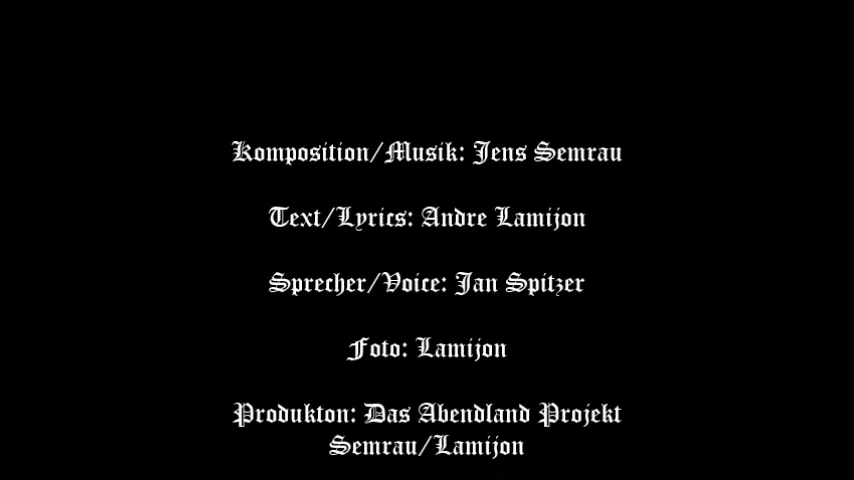 Komposition/Musik: Jens Semrau
Text/Lyrics: Andre Lamijon
Sprecher/Voice: Jan Spitzer
Foto: Lamijon
Produkton: Das Abendland Projekt
Semrau/Lamijon